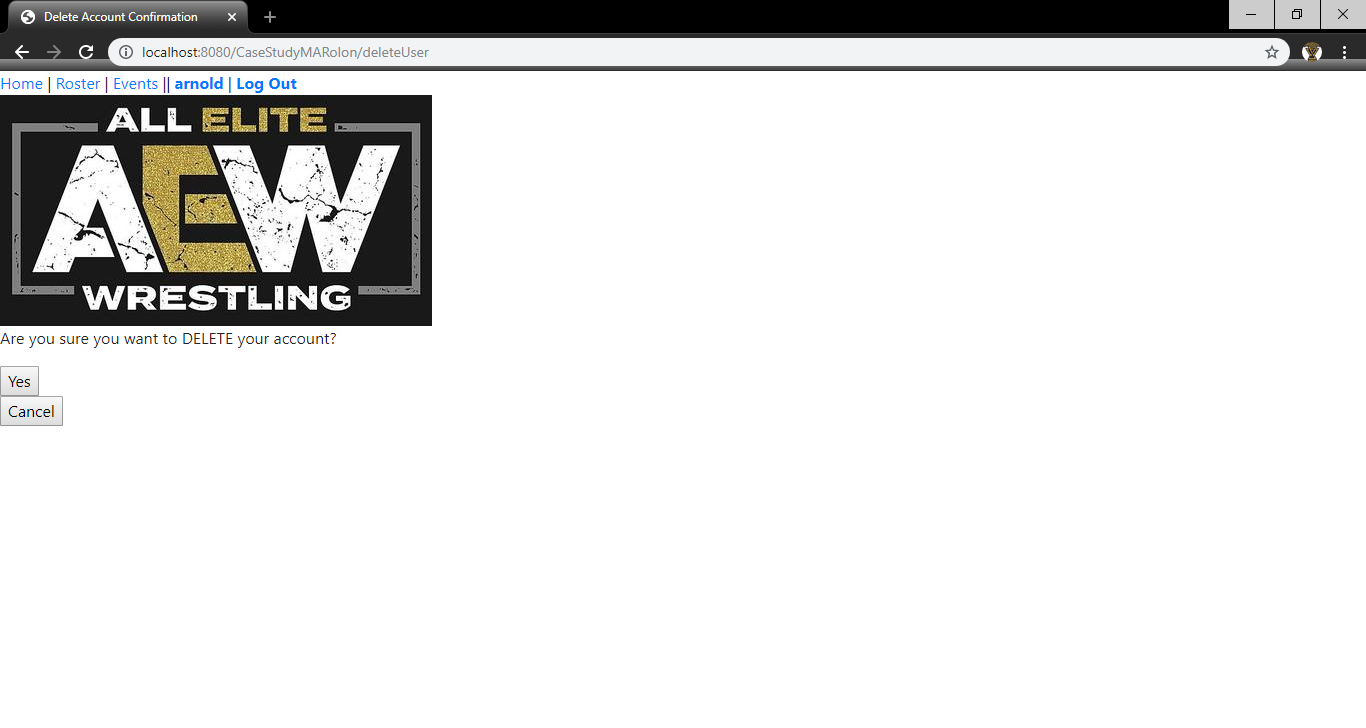 Delete Account Confirmation
localhost:8080/CaseStudyMARolon/deleteUser
Home | Roster | Events || arnold | Log Out
ALL ELITE
AEW
WRESTLING
Are you sure you want to DELETE your account?
Yes
Cancel